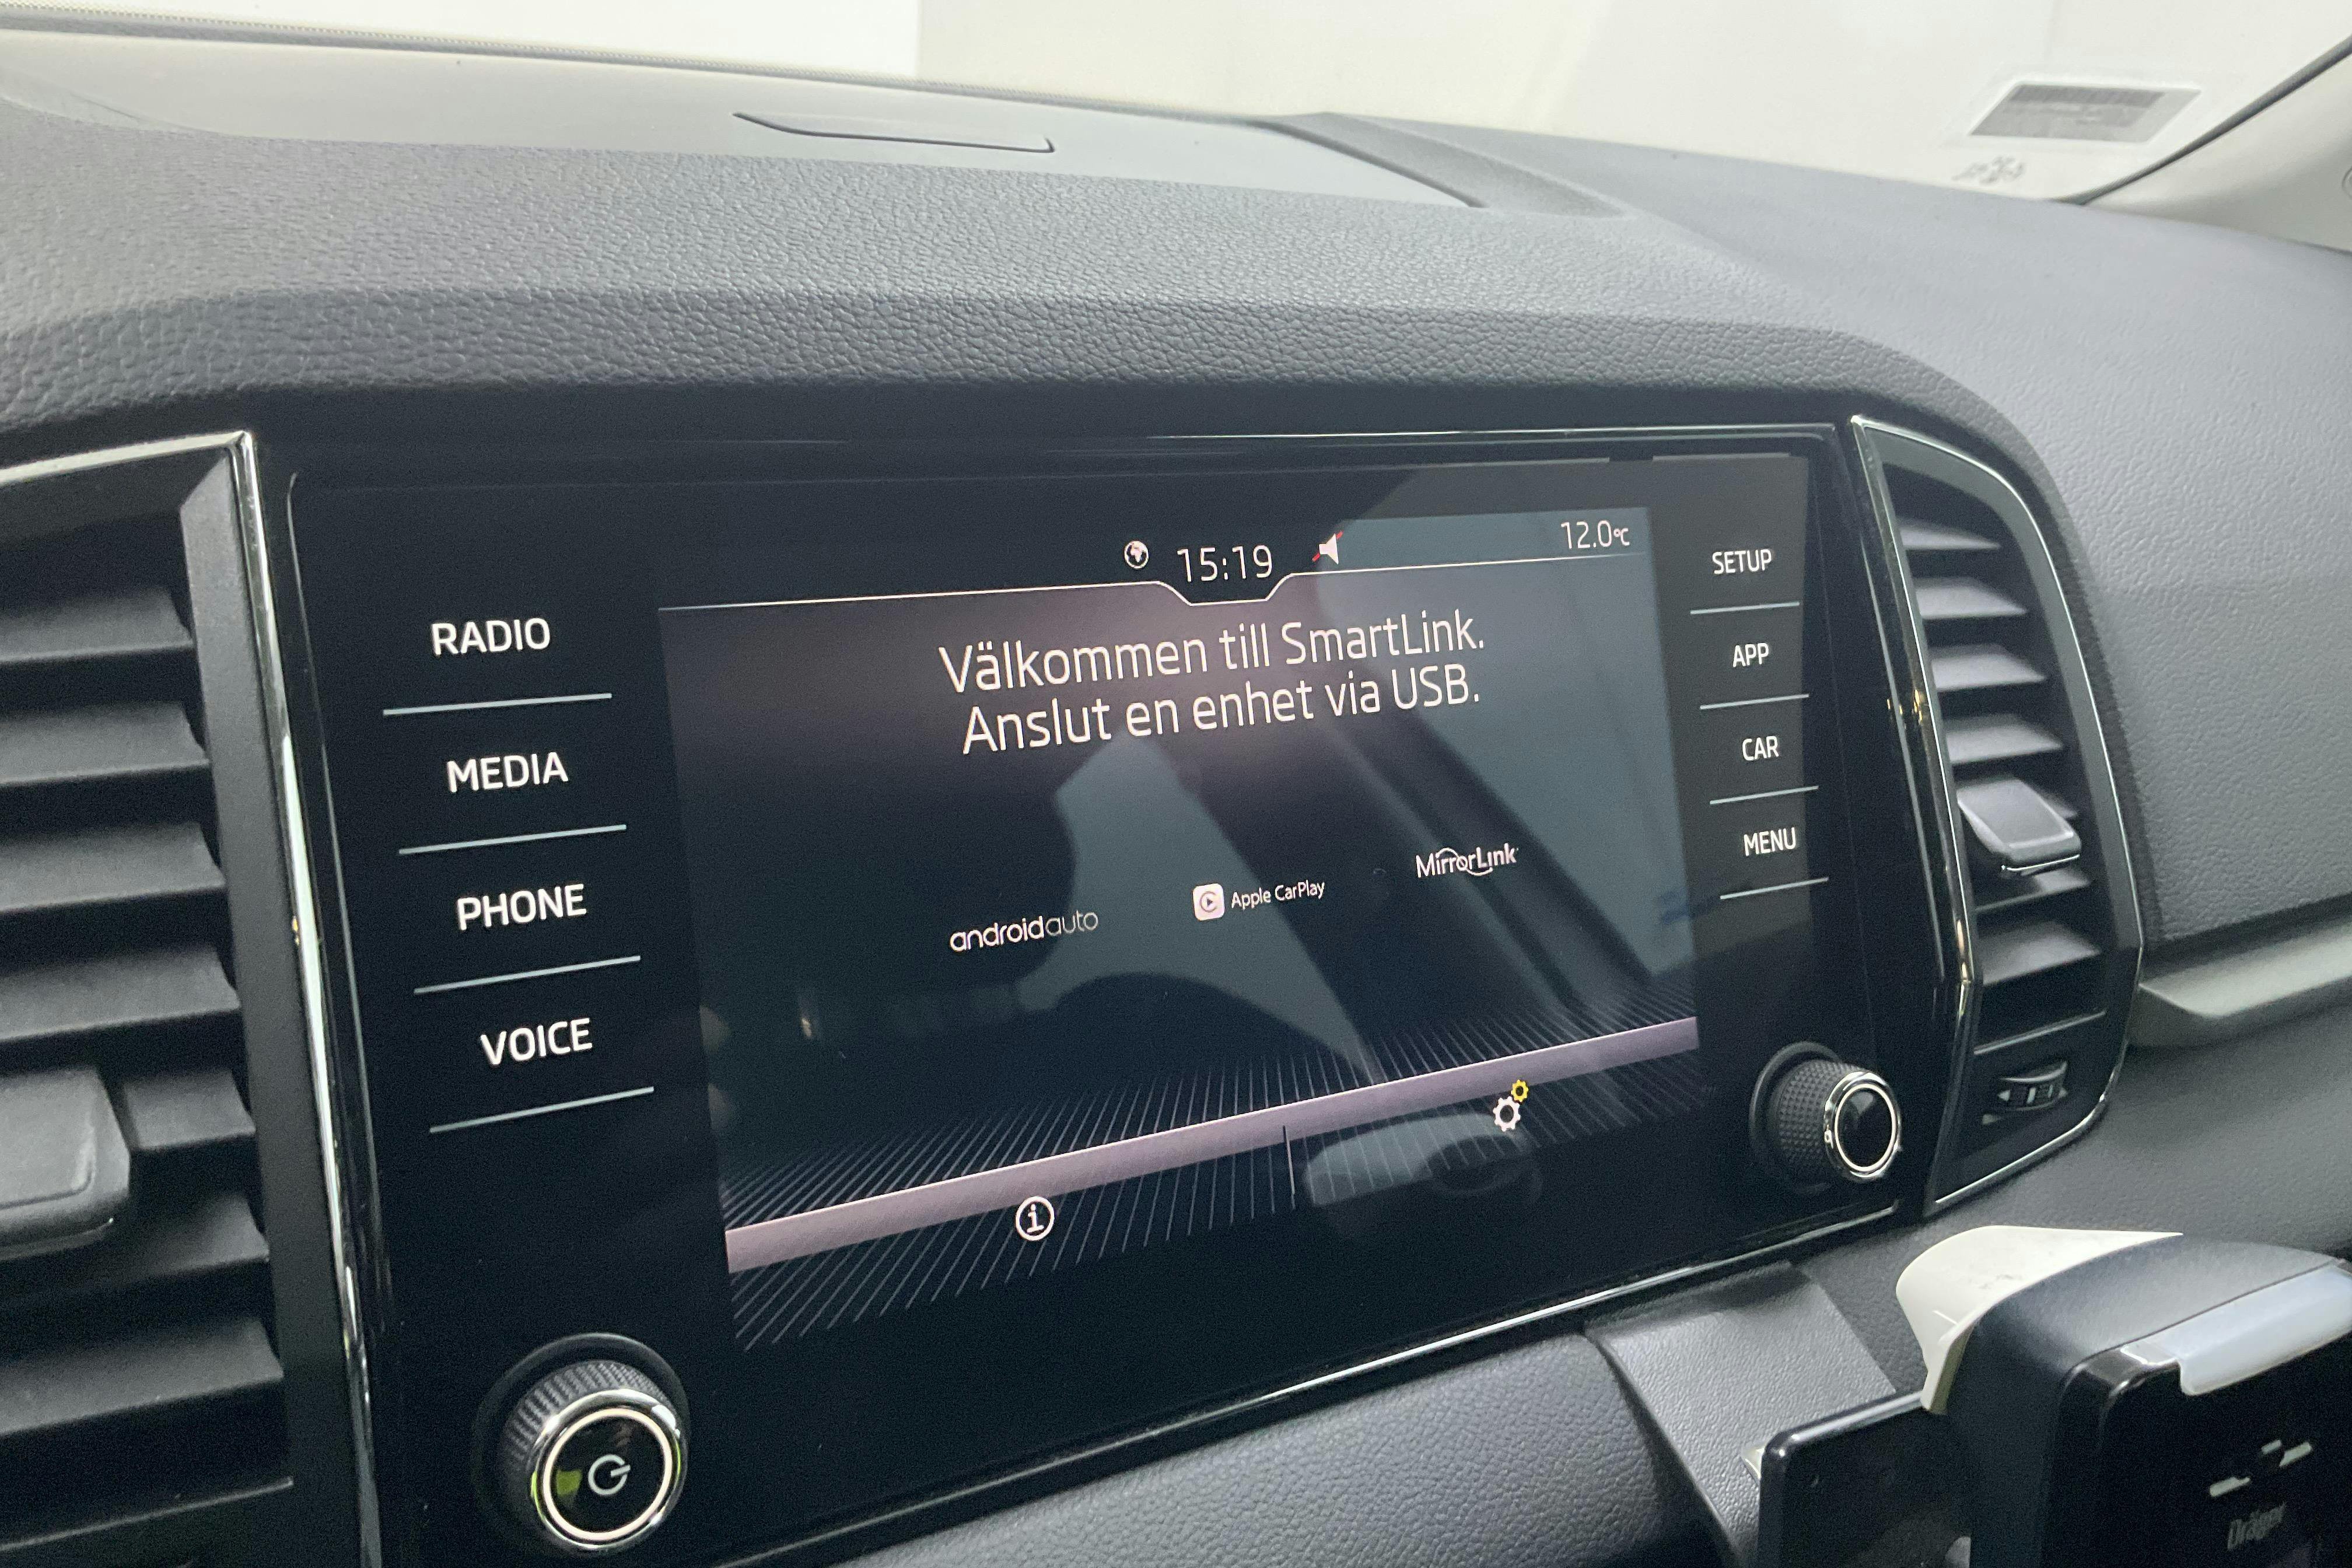 15:19
12.0°C
Välkommen till SmartLink.
Anslut en enhet via USB.
androidauto
Apple CarPlay
MirrorLink
RADIO
MEDIA
PHONE
VOICE
SETUP
APP
CAR
MENU
Dräger